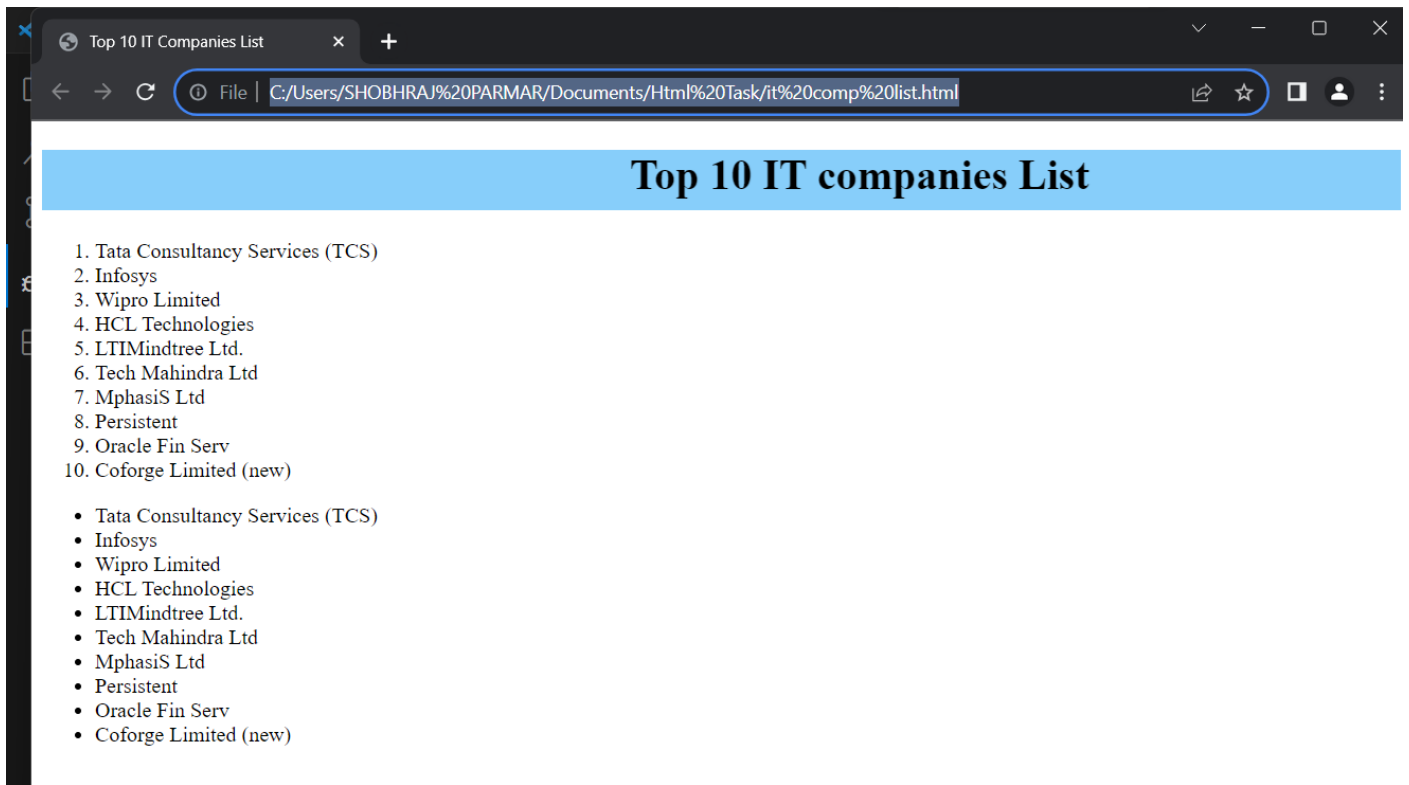 Top 10 IT Companies List
File | C:/Users/SHOBHRAJ%20PARMAR/Documents/Html%20Task/it%20comp%20list.html
Top 10 IT companies List
1. Tata Consultancy Services (TCS)
2. Infosys
3. Wipro Limited
4. HCL Technologies
5. LTIMindtree Ltd.
6. Tech Mahindra Ltd
7. MphasiS Ltd
8. Persistent
9. Oracle Fin Serv
10. Coforge Limited (new)
• Tata Consultancy Services (TCS)
• Infosys
• Wipro Limited
• HCL Technologies
• LTIMindtree Ltd.
• Tech Mahindra Ltd
• MphasiS Ltd
• Persistent
• Oracle Fin Serv
• Coforge Limited (new)